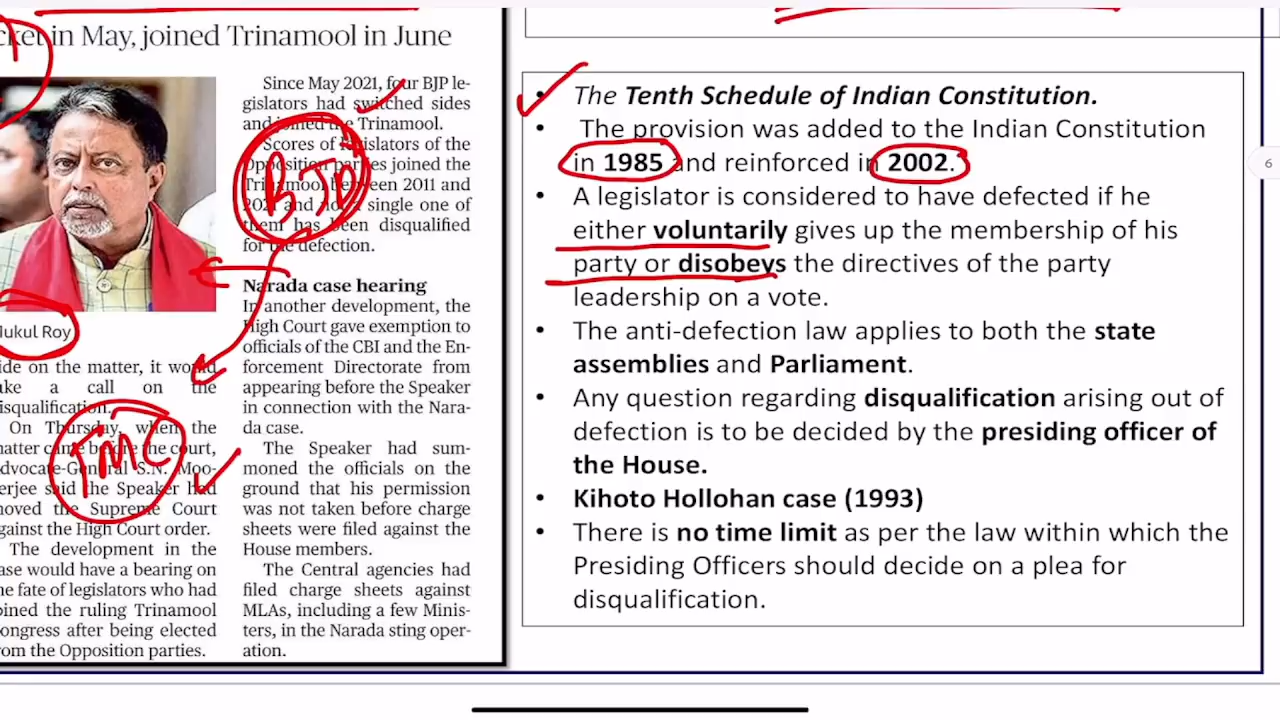 cket in May, joined Trinamool in June
Mukul Roy
ide on the matter, it would
ake a call on the
isqualification.
On Thursday, when the
matter came before the court,
Advocate-General S.N. Moo-
erjee said the Speaker had
moved the Supreme Court
gainst the High Court order.
The development in the
ase would have a bearing on
he fate of legislators who had
oined the ruling Trinamool
ongress after being elected
rom the Opposition parties.
TMC
Since May 2021, four BJP le-
gislators had switched sides
and joined the Trinamool.
Scores of legislators of the
Opposition parties joined the
Trinamool between 2011 and
2021 and not a single one of
them has been disqualified
for the defection.
BJP
Narada case hearing
In another development, the
High Court gave exemption to
officials of the CBI and the En-
forcement Directorate from
appearing before the Speaker
in connection with the Nara-
da case.
The Speaker had sum-
moned the officials on the
ground that his permission
was not taken before charge
sheets were filed against the
House members.
The Central agencies had
filed charge sheets against
MLAs, including a few Minis-
ters, in the Narada sting oper-
ation.
• The Tenth Schedule of Indian Constitution.
• The provision was added to the Indian Constitution
in 1985 and reinforced in 2002.
• A legislator is considered to have defected if he
either voluntarily gives up the membership of his
party or disobeys the directives of the party
leadership on a vote.
• The anti-defection law applies to both the state
assemblies and Parliament.
• Any question regarding disqualification arising out of
defection is to be decided by the presiding officer of
the House.
• Kihoto Hollohan case (1993)
• There is no time limit as per the law within which the
Presiding Officers should decide on a plea for
disqualification.
6